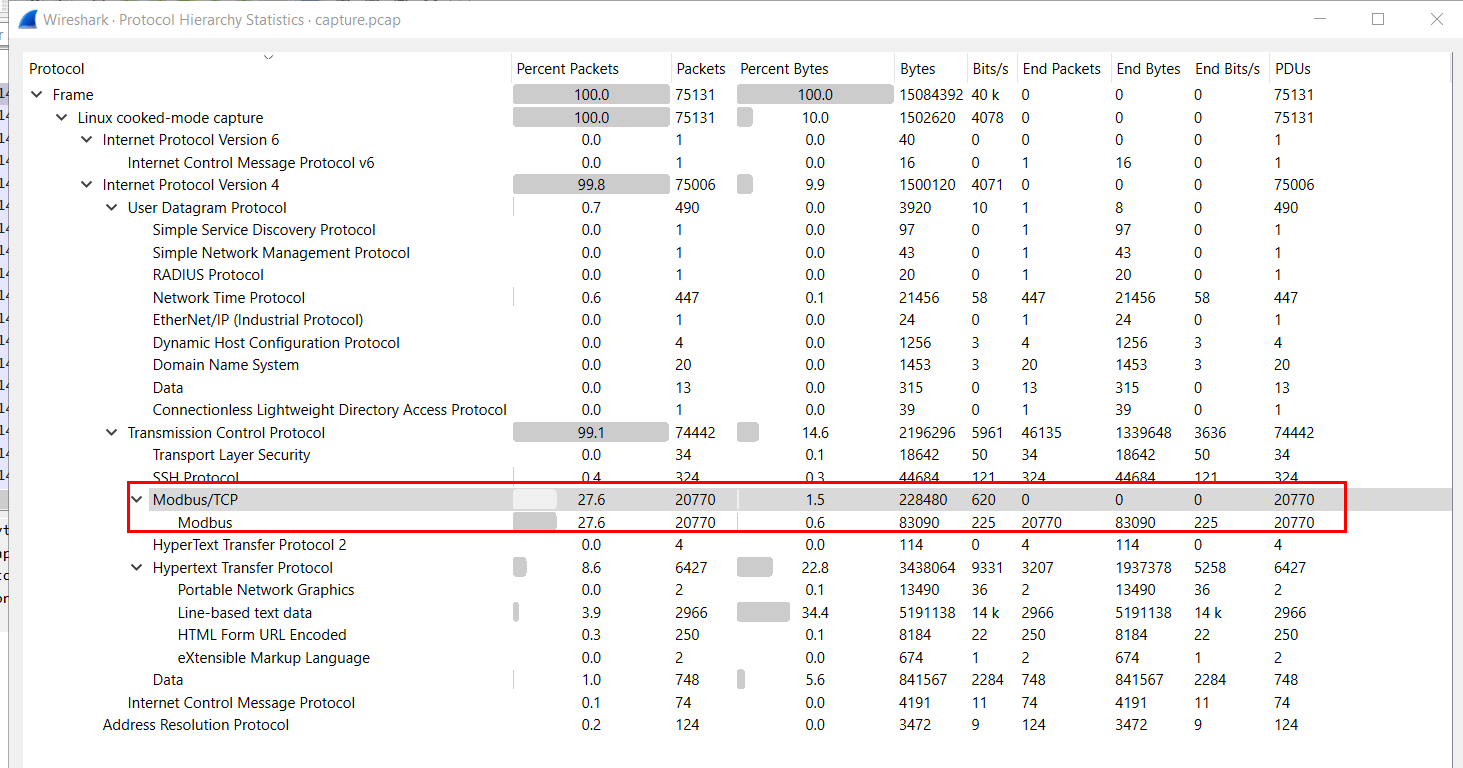 Wireshark · Protocol Hierarchy Statistics · capture.pcap
Protocol Percent Packets Packets Percent Bytes Bytes Bits/s End Packets End Bytes End Bits/s PDUs
Frame 100.0 75131 100.0 15084392 40 k 0 0 0 75131
Linux cooked-mode capture 100.0 75131 10.0 1502620 4078 0 0 0 75131
Internet Protocol Version 6 0.0 1 0.0 40 0 0 0 0 1
Internet Control Message Protocol v6 0.0 1 0.0 16 0 1 16 0 1
Internet Protocol Version 4 99.8 75006 9.9 1500120 4071 0 0 0 75006
User Datagram Protocol 0.7 490 0.0 3920 10 1 8 0 490
Simple Service Discovery Protocol 0.0 1 0.0 97 0 1 97 0 1
Simple Network Management Protocol 0.0 1 0.0 43 0 1 43 0 1
RADIUS Protocol 0.0 1 0.0 20 0 1 20 0 1
Network Time Protocol 0.6 447 0.1 21456 58 447 21456 58 447
EtherNet/IP (Industrial Protocol) 0.0 1 0.0 24 0 1 24 0 1
Dynamic Host Configuration Protocol 0.0 4 0.0 1256 3 4 1256 3 4
Domain Name System 0.0 20 0.0 1453 3 20 1453 3 20
Data 0.0 13 0.0 315 0 13 315 0 13
Connectionless Lightweight Directory Access Protocol 0.0 1 0.0 39 0 1 39 0 1
Transmission Control Protocol 99.1 74442 14.6 2196296 5961 46135 1339648 3636 74442
Transport Layer Security 0.0 34 0.1 18642 50 34 18642 50 34
SSH Protocol 0.4 324 0.3 44684 121 324 44684 121 324
Modbus/TCP 27.6 20770 1.5 228480 620 0 0 0 20770
Modbus 27.6 20770 0.6 83090 225 20770 83090 225 20770
HyperText Transfer Protocol 2 0.0 4 0.0 114 0 4 114 0 4
Hypertext Transfer Protocol 8.6 6427 22.8 3438064 9331 3207 1937378 5258 6427
Portable Network Graphics 0.0 2 0.1 13490 36 2 13490 36 2
Line-based text data 3.9 2966 34.4 5191138 14 k 2966 5191138 14 k 2966
HTML Form URL Encoded 0.3 250 0.1 8184 22 250 8184 22 250
eXtensible Markup Language 0.0 2 0.0 674 1 2 674 1 2
Data 1.0 748 5.6 841567 2284 748 841567 2284 748
Internet Control Message Protocol 0.1 74 0.0 4191 11 74 4191 11 74
Address Resolution Protocol 0.2 124 0.0 3472 9 124 3472 9 124